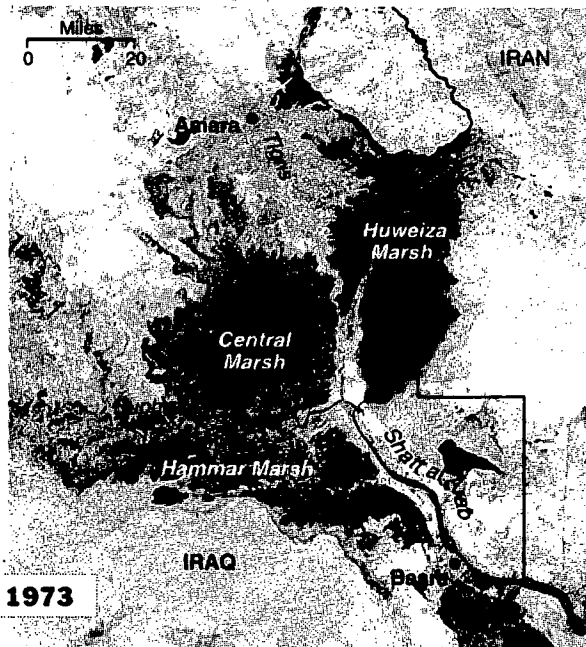 Miles
0 20
IRAN
Amara
Tigris
Huweiza
Marsh
Central
Marsh
Hammar Marsh
Shatt al Arab
IRAQ
Basra
1973